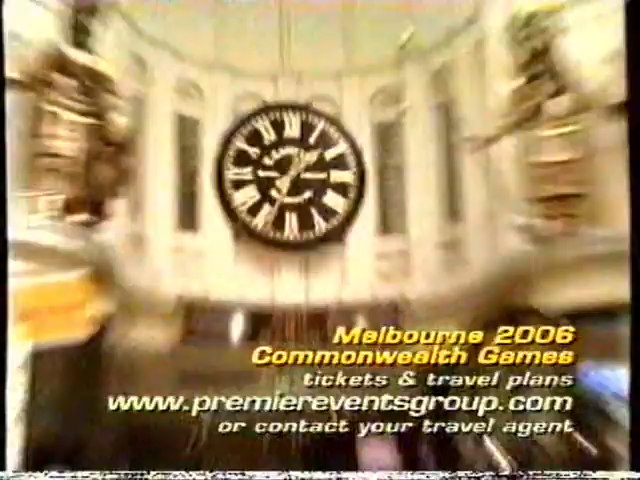 Melbourne 2006
Commonwealth Games
tickets & travel plans
www.premiereventsgroup.com
or contact your travel agent